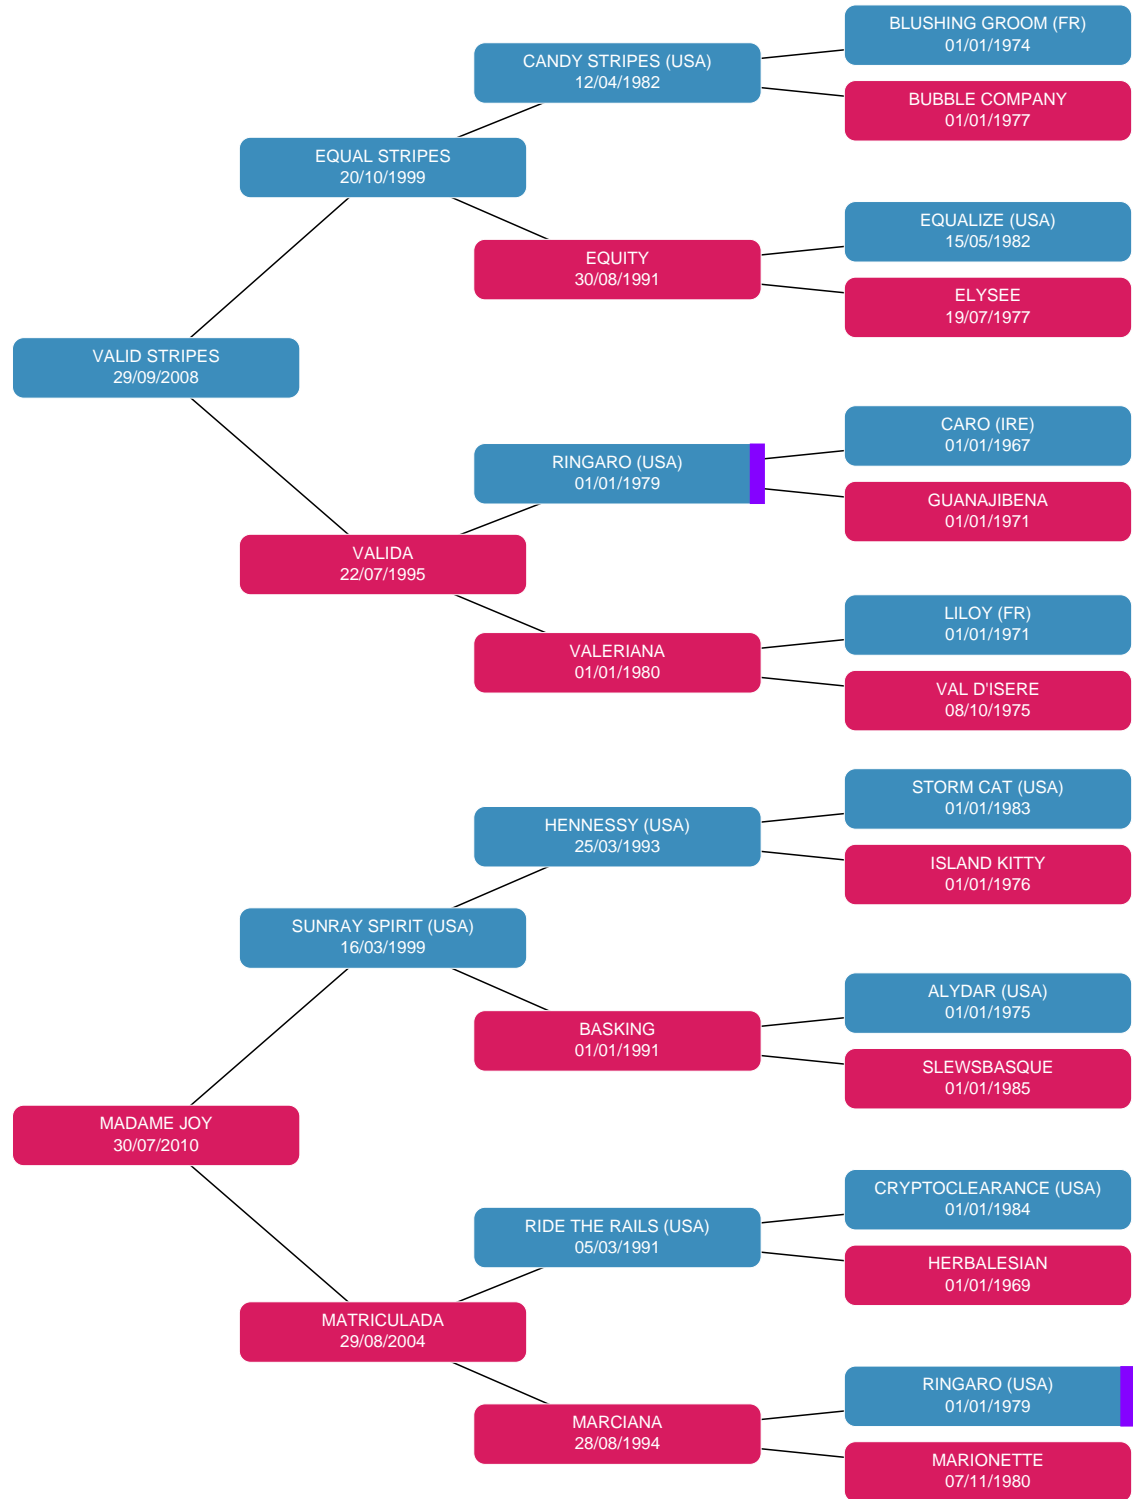 BLUSHING GROOM (FR)
01/01/1974
CANDY STRIPES (USA)
12/04/1982
BUBBLE COMPANY
01/01/1977
EQUAL STRIPES
20/10/1999
EQUALIZE (USA)
15/05/1982
EQUITY
30/08/1991
ELYSEE
19/07/1977
VALID STRIPES
29/09/2008
CARO (IRE)
01/01/1967
RINGARO (USA)
01/01/1979
GUANAJIBENA
01/01/1971
VALIDA
22/07/1995
LILOY (FR)
01/01/1971
VALERIANA
01/01/1980
VAL D'ISERE
08/10/1975
STORM CAT (USA)
01/01/1983
HENNESSY (USA)
25/03/1993
ISLAND KITTY
01/01/1976
SUNRAY SPIRIT (USA)
16/03/1999
ALYDAR (USA)
01/01/1975
BASKING
01/01/1991
SLEWSBASQUE
01/01/1985
MADAME JOY
30/07/2010
CRYPTOCLEARANCE (USA)
01/01/1984
RIDE THE RAILS (USA)
05/03/1991
HERBALESIAN
01/01/1969
MATRICULADA
29/08/2004
RINGARO (USA)
01/01/1979
MARCIANA
28/08/1994
MARIONETTE
07/11/1980